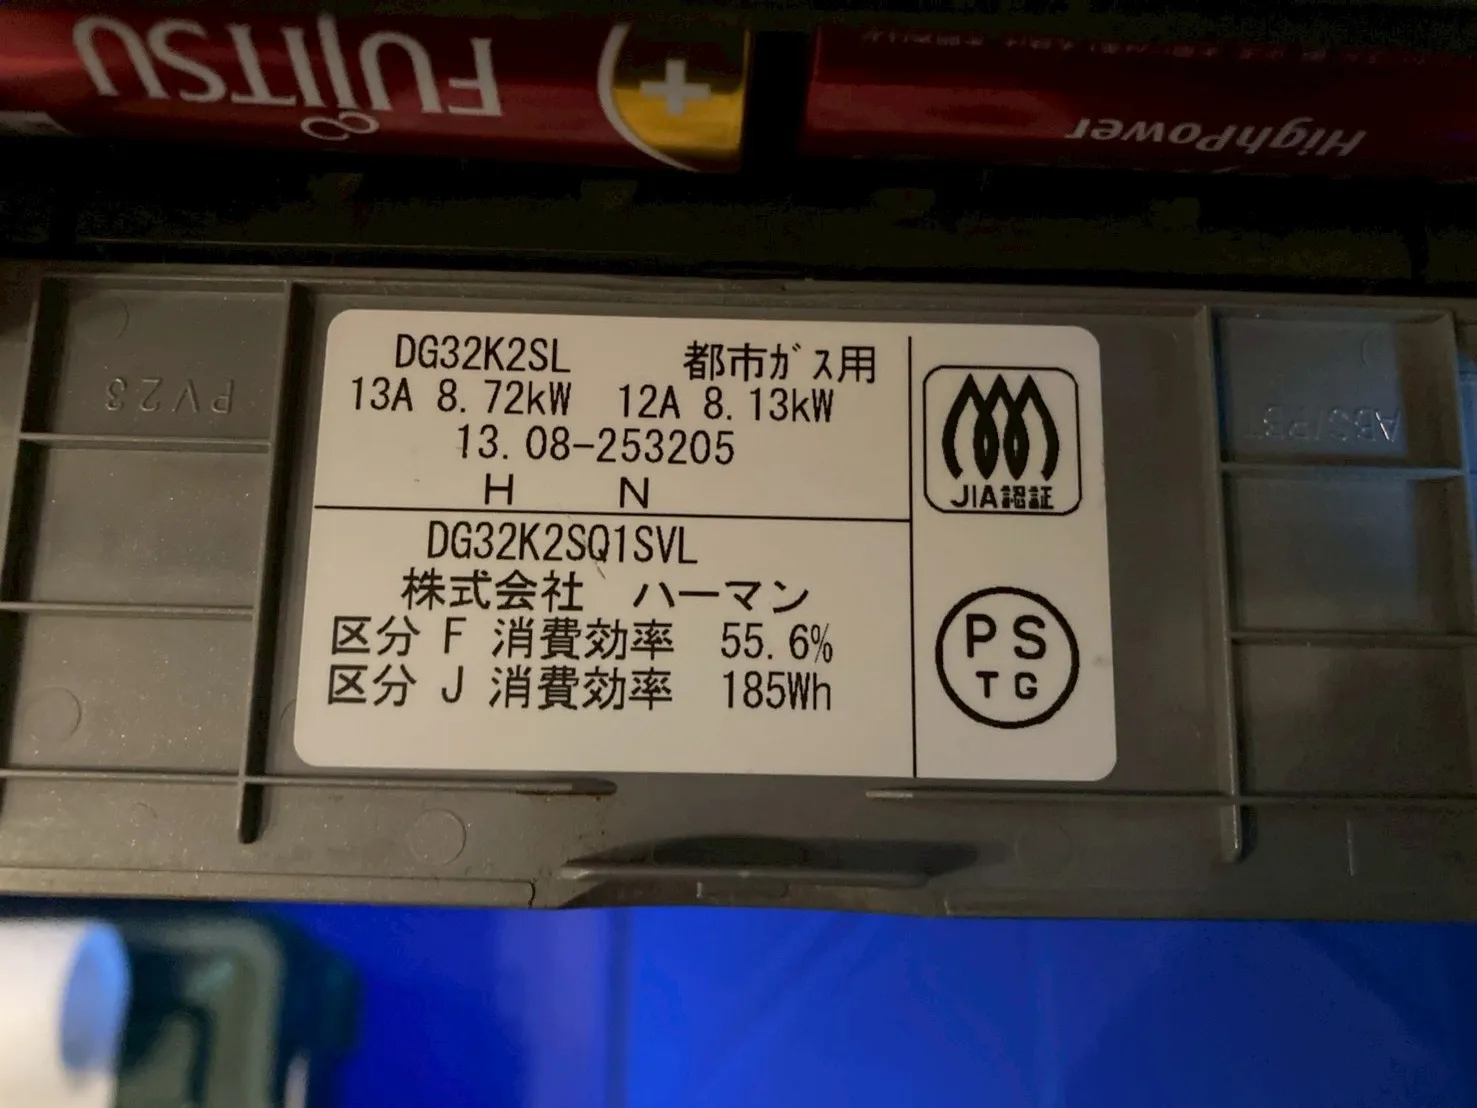 FUJITSU
+
HighPower
PV23
ABS/PBT
DG32K2SL 都市ガス用
13A 8.72kW 12A 8.13kW
13.08-253205
H N
DG32K2SQ1SVL
株式会社 ハーマン
区分 F 消費効率 55.6%
区分 J 消費効率 185Wh
JIA認証
PS
TG